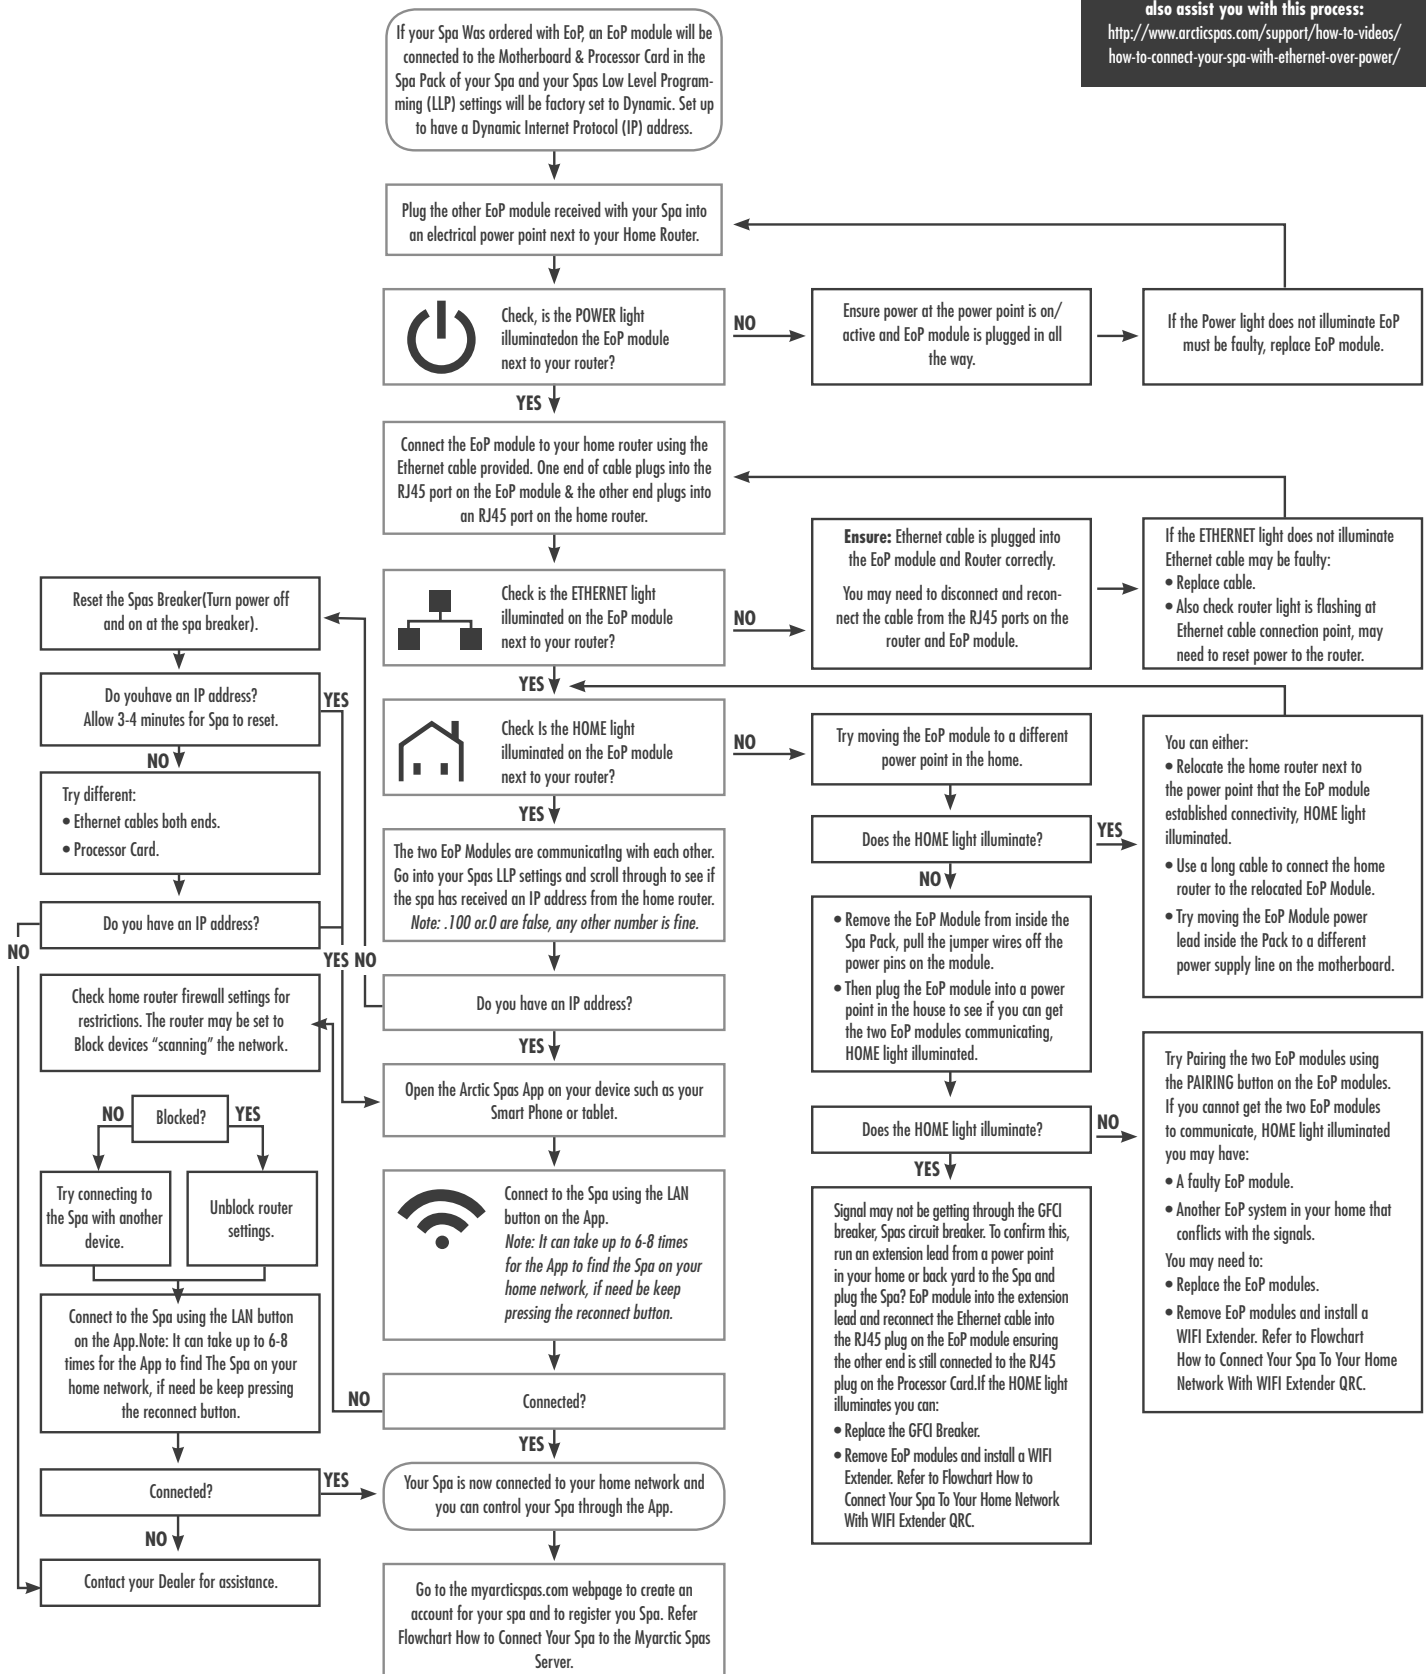 also assist you with this process:
http://www.arcticspas.com/support/how-to-videos/
how-to-connect-your-spa-with-ethernet-over-power/
If your Spa Was ordered with EoP, an EoP module will be
connected to the Motherboard & Processor Card in the
Spa Pack of your Spa and your Spas Low Level Program-
ming (LLP) settings will be factory set to Dynamic. Set up
to have a Dynamic Internet Protocol (IP) address.
Plug the other EoP module received with your Spa into
an electrical power point next to your Home Router.
Check, is the POWER light
illuminatedon the EoP module
next to your router?
NO
Ensure power at the power point is on/
active and EoP module is plugged in all
the way.
If the Power light does not illuminate EoP
must be faulty, replace EoP module.
YES
Connect the EoP module to your home router using the
Ethernet cable provided. One end of cable plugs into the
RJ45 port on the EoP module & the other end plugs into
an RJ45 port on the home router.
Check is the ETHERNET light
illuminated on the EoP module
next to your router?
NO
Ensure: Ethernet cable is plugged into
the EoP module and Router correctly.
You may need to disconnect and recon-
nect the cable from the RJ45 ports on the
router and EoP module.
If the ETHERNET light does not illuminate
Ethernet cable may be faulty:
• Replace cable.
• Also check router light is flashing at
Ethernet cable connection point, may
need to reset power to the router.
YES
Check Is the HOME light
illuminated on the EoP module
next to your router?
NO
Try moving the EoP module to a different
power point in the home.
Does the HOME light illuminate?
YES
You can either:
• Relocate the home router next to
the power point that the EoP module
established connectivity, HOME light
illuminated.
• Use a long cable to connect the home
router to the relocated EoP Module.
• Try moving the EoP Module power
lead inside the Pack to a different
power supply line on the motherboard.
NO
• Remove the EoP Module from inside the
Spa Pack, pull the jumper wires off the
power pins on the module.
• Then plug the EoP module into a power
point in the house to see if you can get
the two EoP modules communicating,
HOME light illuminated.
Does the HOME light illuminate?
NO
Try Pairing the two EoP modules using
the PAIRING button on the EoP modules.
If you cannot get the two EoP modules
to communicate, HOME light illuminated
you may have:
• A faulty EoP module.
• Another EoP system in your home that
conflicts with the signals.
You may need to:
• Replace the EoP modules.
• Remove EoP modules and install a
WIFI Extender. Refer to Flowchart
How to Connect Your Spa To Your Home
Network With WIFI Extender QRC.
YES
Signal may not be getting through the GFCI
breaker, Spas circuit breaker. To confirm this,
run an extension lead from a power point
in your home or back yard to the Spa and
plug the Spa? EoP module into the extension
lead and reconnect the Ethernet cable into
the RJ45 plug on the EoP module ensuring
the other end is still connected to the RJ45
plug on the Processor Card.If the HOME light
illuminates you can:
• Replace the GFCI Breaker.
• Remove EoP modules and install a WIFI
Extender. Refer to Flowchart How to
Connect Your Spa To Your Home Network
With WIFI Extender QRC.
YES
The two EoP Modules are communicatIng with each other.
Go into your Spas LLP settings and scroll through to see if
the spa has received an IP address from the home router.
Note: .100 or.0 are false, any other number is fine.
Do you have an IP address?
NO
Reset the Spas Breaker(Turn power off
and on at the spa breaker).
Do youhave an IP address?
Allow 3-4 minutes for Spa to reset.
YES
NO
Try different:
• Ethernet cables both ends.
• Processor Card.
Do you have an IP address?
YES
NO
YES
Open the Arctic Spas App on your device such as your
Smart Phone or tablet.
Connect to the Spa using the LAN
button on the App.
Note: It can take up to 6-8 times
for the App to find the Spa on your
home network, if need be keep
pressing the reconnect button.
Connected?
NO
Check home router firewall settings for
restrictions. The router may be set to
Block devices “scanning” the network.
NO
Blocked?
YES
Try connecting to
the Spa with another
device.
Unblock router
settings.
Connect to the Spa using the LAN button
on the App.Note: It can take up to 6-8
times for the App to find The Spa on your
home network, if need be keep pressing
the reconnect button.
Connected?
YES
NO
Contact your Dealer for assistance.
YES
Your Spa is now connected to your home network and
you can control your Spa through the App.
Go to the myarcticspas.com webpage to create an
account for your spa and to register you Spa. Refer
Flowchart How to Connect Your Spa to the Myarctic Spas
Server.